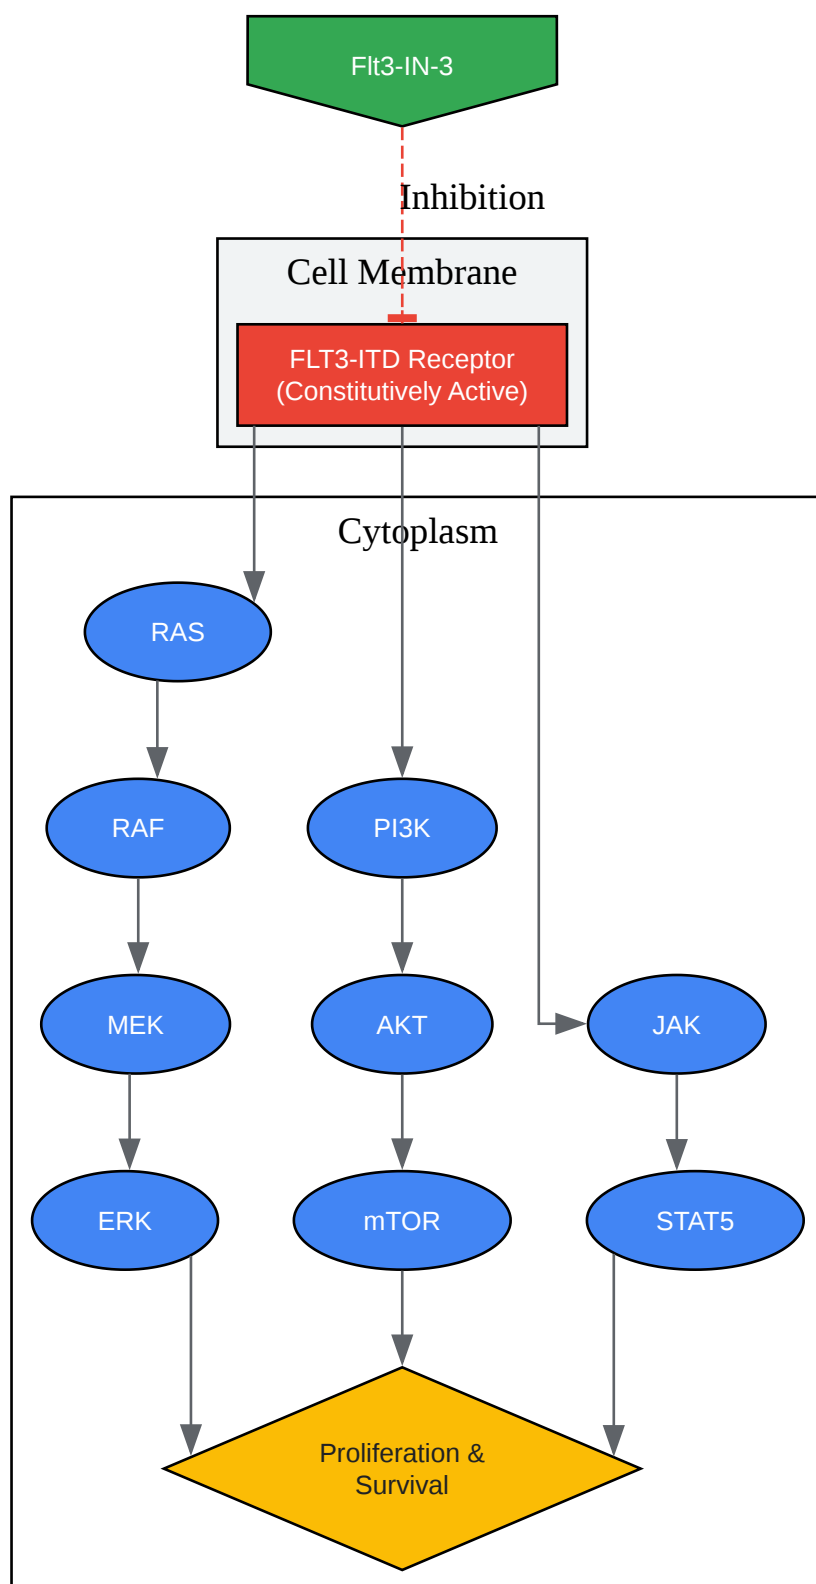 Flt3-IN-3
Inhibition
Cell Membrane
FLT3-ITD Receptor
(Constitutively Active)
Cytoplasm
RAS
RAF
PI3K
MEK
AKT
JAK
ERK
mTOR
STAT5
Proliferation &
Survival